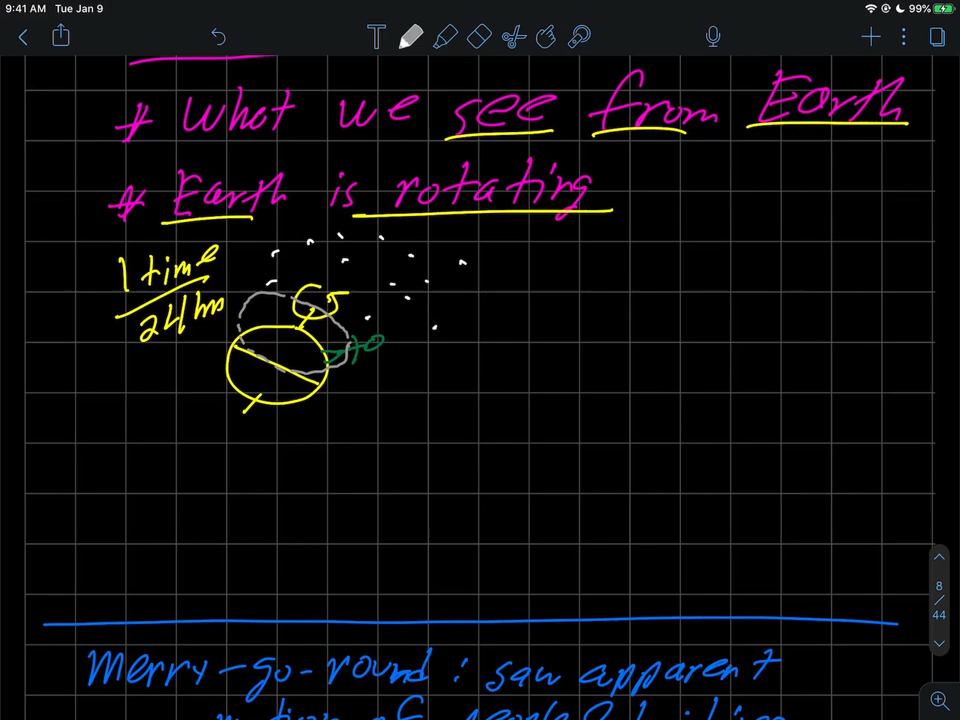 9:41 AM Tue Jan 9
99%
# What we see from Earth
# Earth is rotating
1 time
24 hrs
8
/
44
Merry-go-round : saw apparent